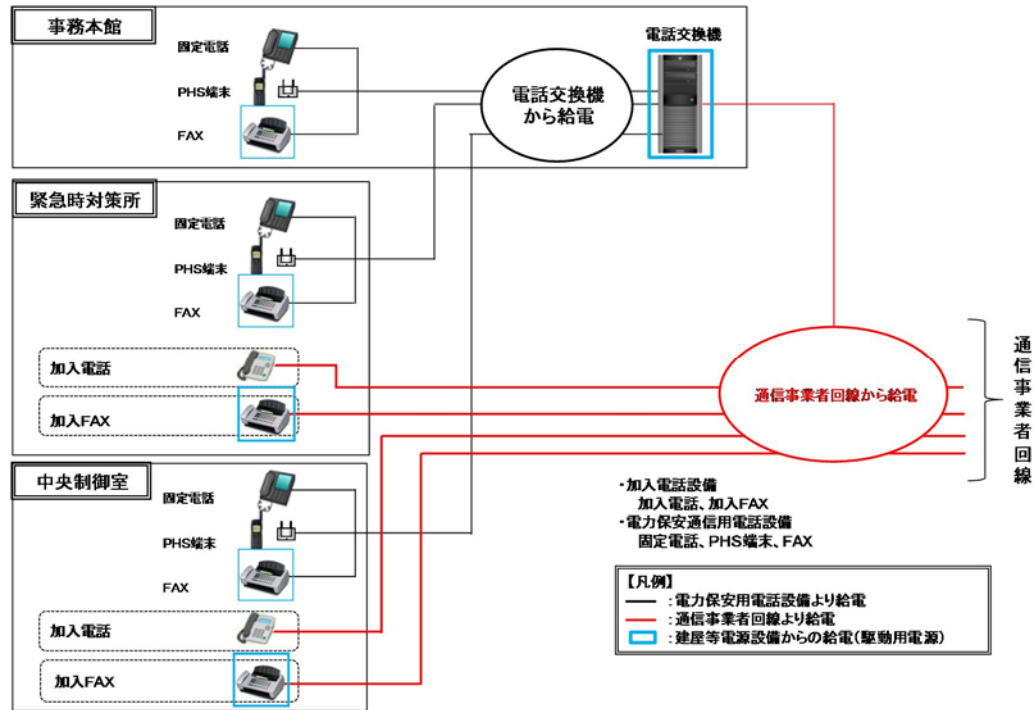 事務本館
固定電話
PHS端末
FAX
電話交換機
から給電
電話交換機
緊急時対策所
固定電話
PHS端末
FAX
加入電話
加入FAX
通信事業者回線から給電
通信事業者回線
中央制御室
固定電話
PHS端末
FAX
加入電話
加入FAX
・加入電話設備
加入電話、加入FAX
・電力保安通信用電話設備
固定電話、PHS端末、FAX
【凡例】
：電力保安用電話設備より給電
：通信事業者回線より給電
：建屋等電源設備からの給電（駆動用電源）